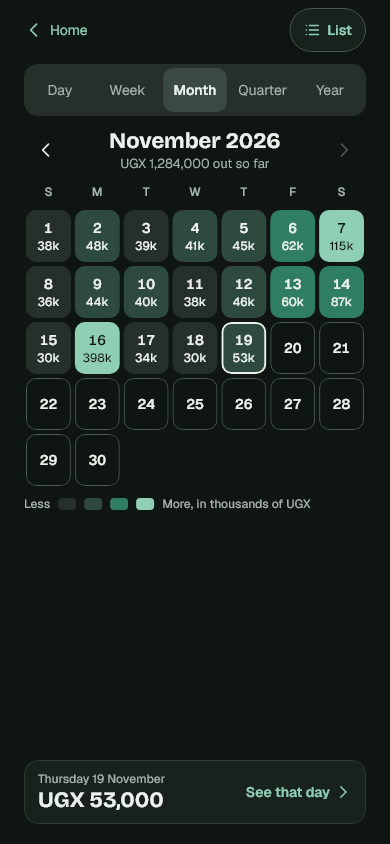 Home
List
Day Week Month Quarter Year
November 2026
UGX 1,284,000 out so far
S M T W T F S
1 2 3 4 5 6 7
38k 48k 39k 41k 45k 62k 115k
8 9 10 11 12 13 14
36k 44k 40k 38k 46k 60k 87k
15 16 17 18 19 20 21
30k 398k 34k 30k 53k
22 23 24 25 26 27 28
29 30
Less More, in thousands of UGX
Thursday 19 November
UGX 53,000
See that day